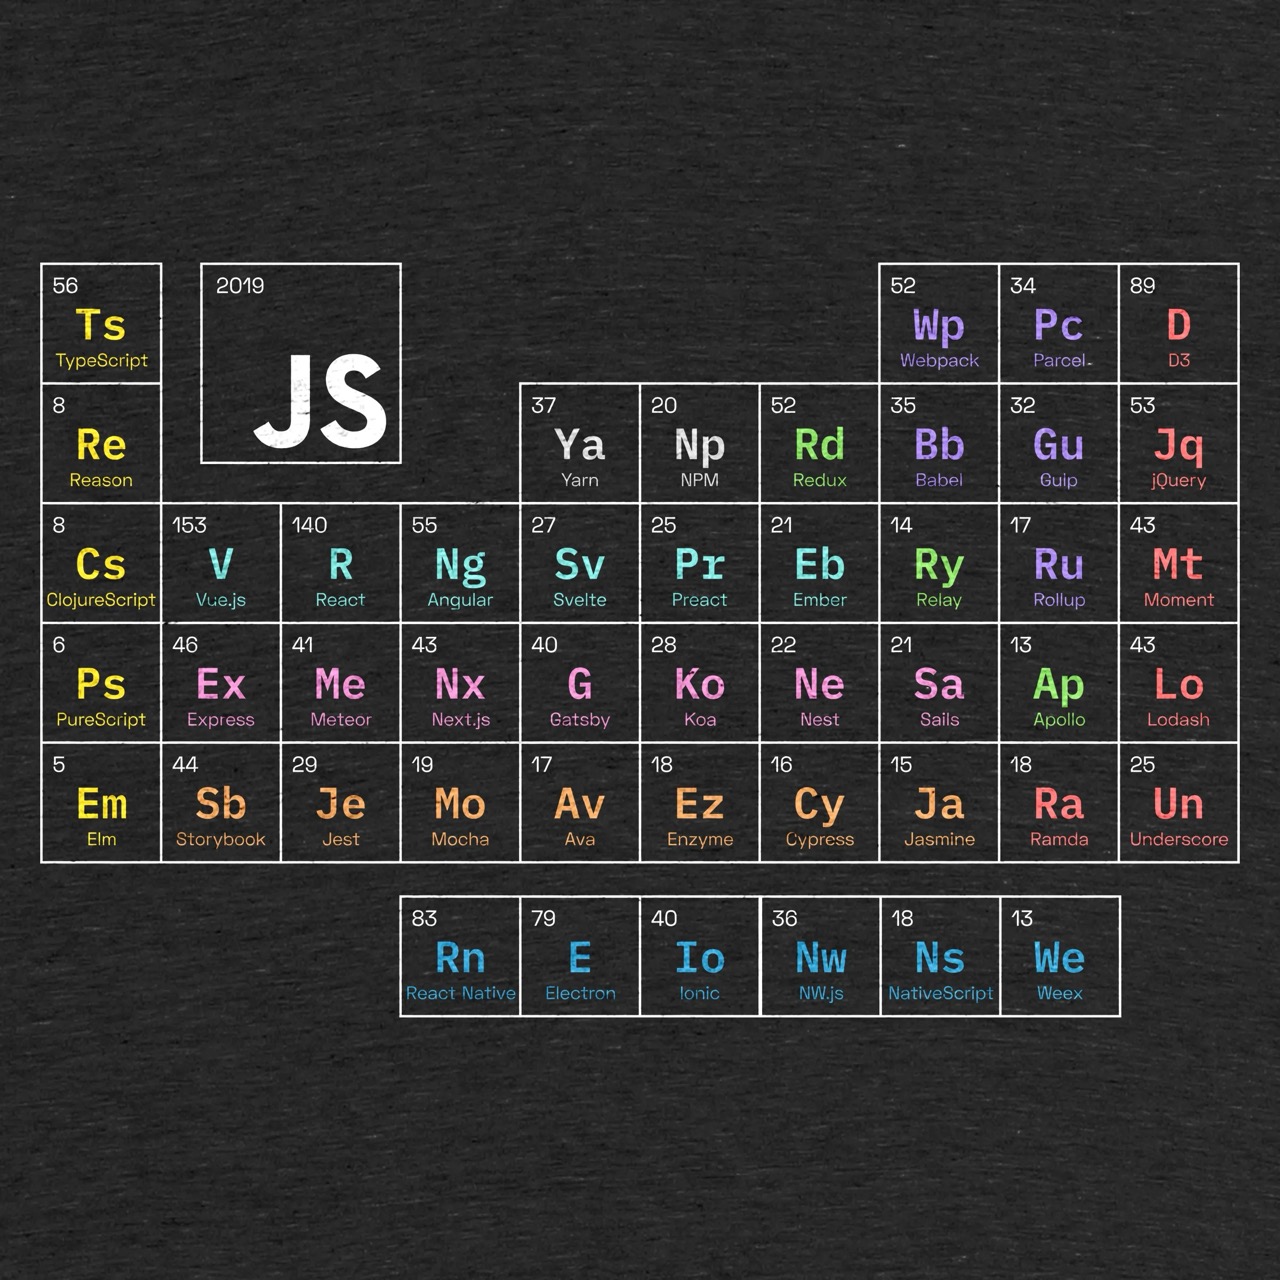 56
Ts
TypeScript
2019
JS
52
Wp
Webpack
34
Pc
Parcel
89
D
D3
8
Re
Reason
37
Ya
Yarn
20
Np
NPM
52
Rd
Redux
35
Bb
Babel
32
Gu
Gulp
53
Jq
jQuery
8
Cs
ClojureScript
153
V
Vue.js
140
R
React
55
Ng
Angular
27
Sv
Svelte
25
Pr
Preact
21
Eb
Ember
14
Ry
Relay
17
Ru
Rollup
43
Mt
Moment
6
Ps
PureScript
46
Ex
Express
41
Me
Meteor
43
Nx
Next.js
40
G
Gatsby
28
Ko
Koa
22
Ne
Nest
21
Sa
Sails
13
Ap
Apollo
43
Lo
Lodash
5
Em
Elm
44
Sb
Storybook
29
Je
Jest
19
Mo
Mocha
17
Av
Ava
18
Ez
Enzyme
16
Cy
Cypress
15
Ja
Jasmine
18
Ra
Ramda
25
Un
Underscore
83
Rn
React Native
79
E
Electron
40
Io
Ionic
36
Nw
NW.js
18
Ns
NativeScript
13
We
Weex